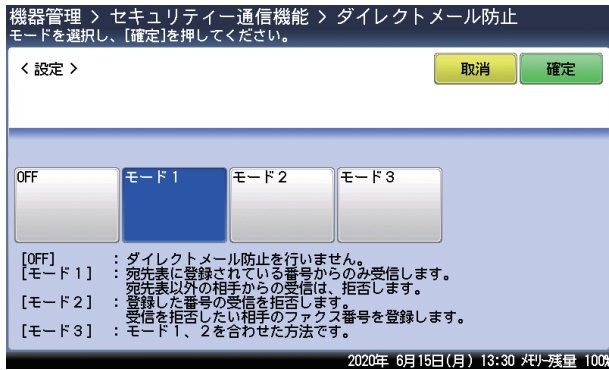 機器管理 > セキュリティー通信機能 > ダイレクトメール防止
モードを選択し、[確定]を押してください。
< 設定 >
取消
確定
OFF
モード1
モード2
モード3
[OFF] : ダイレクトメール防止を行いません。
[モード1] : 宛先表に登録されている番号からのみ受信します。
宛先表以外の相手からの受信は、拒否します。
[モード2] : 登録した番号の受信を拒否します。
受信を拒否したい相手のファクス番号を登録します。
[モード3] : モード1、2を合わせた方法です。
2020年 6月15日(月) 13:30 メモリー残量 100%